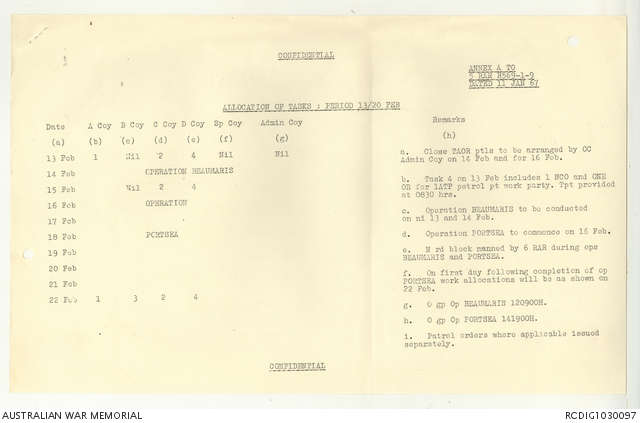 CONFIDENTIAL
ANNEX A TO
5 RAR R569-1-9
DATED 11 JAN 67
ALLOCATION OF TASKS : PERIOD 13/20 FEB
Date A Coy B Coy C Coy D Coy Sp Coy Admin Coy
(a) (b) (c) (d) (e) (f) (g)
13 Feb 1 Nil 2 4 Nil Nil
14 Feb OPERATION BEAUMARIS
15 Feb Nil 2 4
16 Feb OPERATION
17 Feb
18 Feb PORTSEA
19 Feb
20 Feb
21 Feb
22 Feb 1 3 2 4
Remarks
(h)
a. Close TAOR ptls to be arranged by OC
Admin Coy on 14 Feb and for 16 Feb.
b. Task 4 on 13 Feb includes 1 NCO and ONE
OR for 1ATF patrol pt work party. Tpt provided
at 0830 hrs.
c. Operation BEAUMARIS to be conducted
on ni 13 and 14 Feb.
d. Operation PORTSEA to commence on 16 Feb.
e. N rd block manned by 6 RAR during ops
BEAUMARIS and PORTSEA.
f. On first day following completion of op
PORTSEA work allocations will be as shown on
22 Feb.
g. O gp Op BEAUMARIS 120900H.
h. O gp Op PORTSEA 141900H.
i. Patrol orders where applicable issued
separately.
CONFIDENTIAL
AUSTRALIAN WAR MEMORIAL
RCDIG1030097